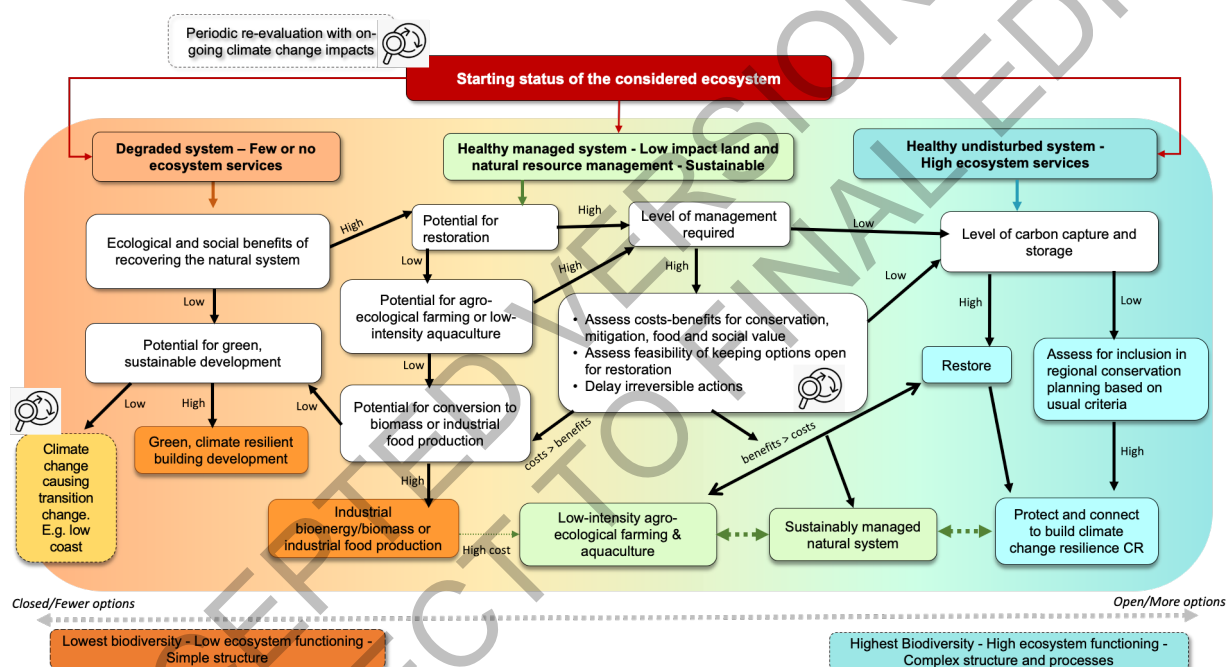 Periodic re-evaluation with on-
going climate change impacts
Starting status of the considered ecosystem
Degraded system – Few or no
ecosystem services
Healthy managed system - Low impact land and
natural resource management - Sustainable
Healthy undisturbed system -
High ecosystem services
Ecological and social benefits of
recovering the natural system
High
Potential for
restoration
High
Level of management
required
Low
Level of carbon capture and
storage
Low
Low
High
High
Low
High
Low
Potential for green,
sustainable development
Potential for agro-
ecological farming or low-
intensity aquaculture
• Assess costs-benefits for conservation,
mitigation, food and social value
• Assess feasibility of keeping options open
for restoration
• Delay irreversible actions
Restore
Assess for inclusion in
regional conservation
planning based on
usual criteria
Low
High
Low
Low
Potential for conversion to
biomass or industrial
food production
costs > benefits
benefits > costs
High
Climate
change
causing
transition
change.
E.g. low
coast
Green, climate resilient
building development
High
Industrial
bioenergy/biomass or
industrial food production
High cost
Low-intensity agro-
ecological farming &
aquaculture
Sustainably managed
natural system
Protect and connect
to build climate
change resilience CR
Closed/Fewer options
Open/More options
Lowest biodiversity - Low ecosystem functioning -
Simple structure
Highest Biodiversity - High ecosystem functioning -
Complex structure and processes
CEPTED VERSION
CT TO FINAL ED